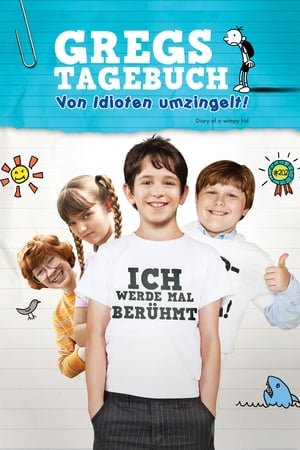 GREGS
TAGEBUCH
Von Idioten umzingelt!
Diary of a wimpy kid
ICH
WERDE MAL
BERÜHMT